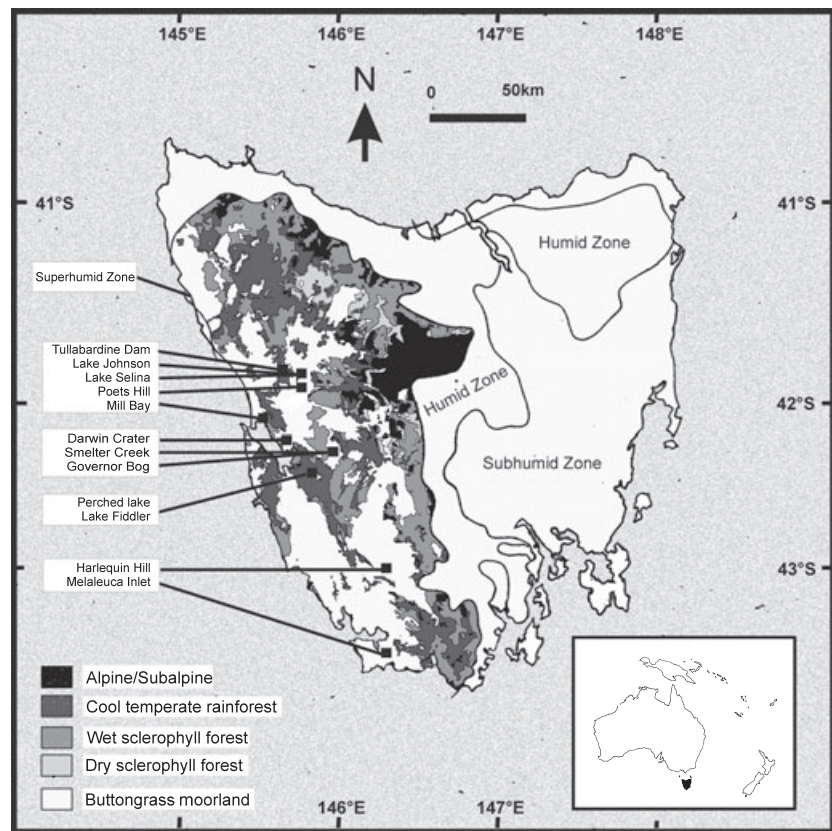 145°E
146°E
147°E
148°E
N
0
50km
41°S
41°S
Humid Zone
Superhumid Zone
Tullabardine Dam
Lake Johnson
Lake Selina
Poets Hill
Mill Bay
Humid Zone
42°S
Darwin Crater
Smelter Creek
Governor Bog
Subhumid Zone
Perched lake
Lake Fiddler
Harlequin Hill
Melaleuca Inlet
43°S
43°S
Alpine/Subalpine
Cool temperate rainforest
Wet sclerophyll forest
Dry sclerophyll forest
Buttongrass moorland
146°E
147°E